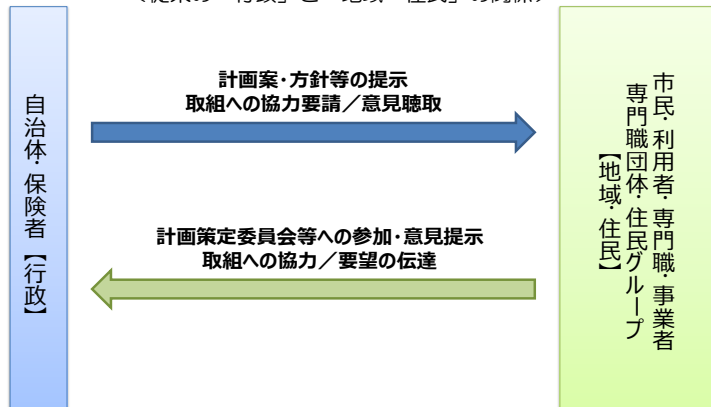 計画案・方針等の提示
取組への協力要請／意見聴取
自治体・保険者【行政】
市民・利用者・専門職・事業者
専門職団体・住民グループ
【地域・住民】
計画策定委員会等への参加・意見提示
取組への協力／要望の伝達